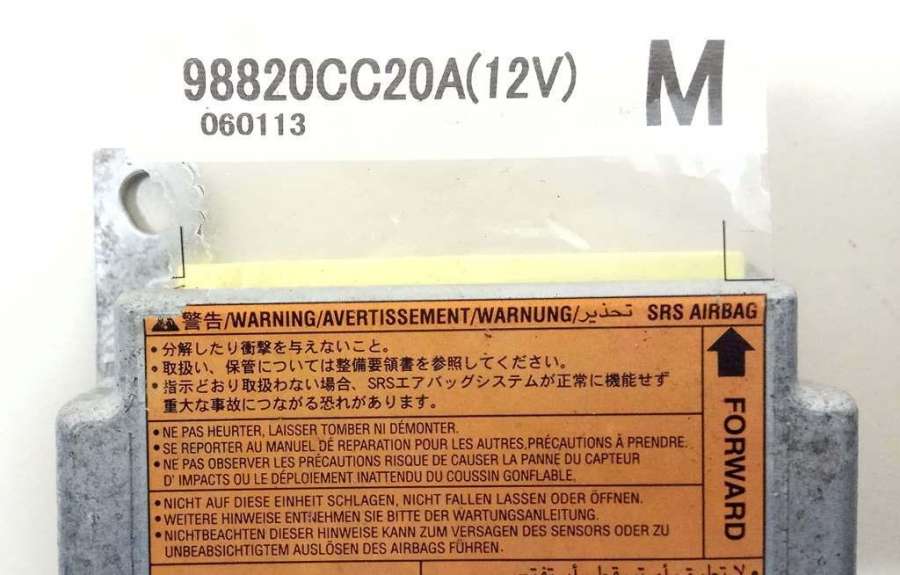 98820CC20A(12V)
M
060113
警告/WARNING/AVERTISSEMENT/WARNUNG/تحذير SRS AIRBAG
・分解したり衝撃を与えないこと。
・取扱い、保管については整備要領書を参照してください。
・指示どおり取扱わない場合、SRSエアバッグシステムが正常に機能せず
重大な事故につながる恐れがあります。
FORWARD
• NE PAS HEURTER, LAISSER TOMBER NI DÉMONTER.
• SE REPORTER AU MANUEL DE REPARATION POUR LES AUTRES PRÉCAUTIONS À PRENDRE.
• NE PAS OBSERVER LES PRÉCAUTIONS RISQUE DE CAUSER LA PANNE DU CAPTEUR
D' IMPACTS OU LE DÉPLOIEMENT INATTENDU DU COUSSIN GONFLABLE.
• NICHT AUF DIESE EINHEIT SCHLAGEN, NICHT FALLEN LASSEN ODER ÖFFNEN.
• WEITERE HINWEISE ENTNEHMEN SIE BITTE DER WARTUNGSANLEITUNG.
• NICHTBEACHTEN DIESER HINWEISE KANN ZUM VERSAGEN DES SENSORS ODER ZU
UNBEABSICHTIGTEM AUSLÖSEN DES AIRBAGS FÜHREN.